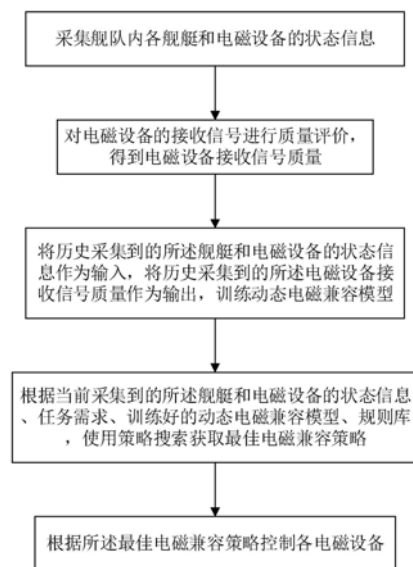 采集舰队内各舰艇和电磁设备的状态信息
对电磁设备的接收信号进行质量评价，
得到电磁设备接收信号质量
将历史采集到的所述舰艇和电磁设备的状态信
息作为输入，将历史采集到的所述电磁设备接
收信号质量作为输出，训练动态电磁兼容模型
根据当前采集到的所述舰艇和电磁设备的状态信息
、任务需求、训练好的动态电磁兼容模型、规则库
，使用策略搜索获取最佳电磁兼容策略
根据所述最佳电磁兼容策略控制各电磁设备